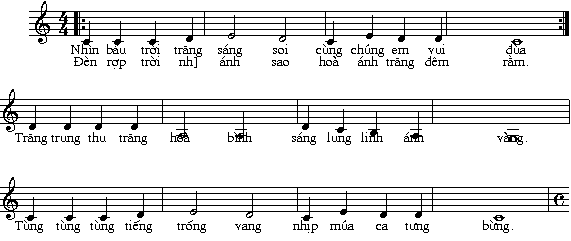 Nhìn bầu trời trăng sáng soi cùng chúng em vui đùa
Đèn rợp trời nh] ánh sao hoà ánh trăng đêm rằm.
Trăng trung thu trăng hoà bình sáng lung linh ánh vàng.
Tùng tùng tùng tiếng trống vang nhịp múa ca tưng bừng.